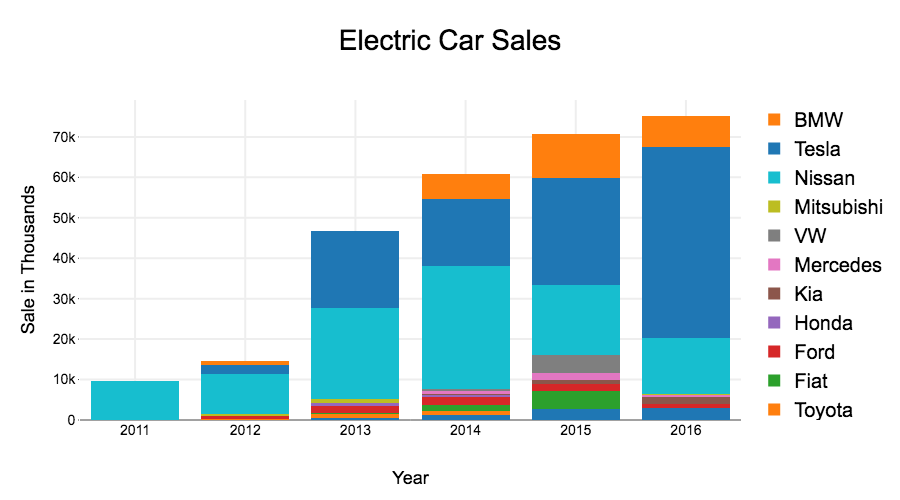 Electric Car Sales
Sale in Thousands
70k
60k
50k
40k
30k
20k
10k
0
2011 2012 2013 2014 2015 2016
Year
BMW
Tesla
Nissan
Mitsubishi
VW
Mercedes
Kia
Honda
Ford
Fiat
Toyota